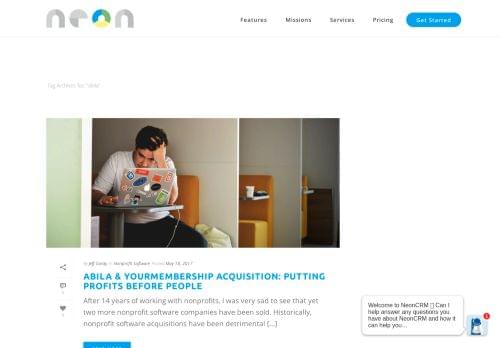 neon
Features Missions Services Pricing Get Started
Tag Archives for: "abila"
by Jeff Gordy in Nonprofit Software Posted May 18, 2017
ABILA & YOURMEMBERSHIP ACQUISITION: PUTTING
PROFITS BEFORE PEOPLE
After 14 years of working with nonprofits, I was very sad to see that yet
two more nonprofit software companies have been sold. Historically,
nonprofit software acquisitions have been detrimental [...]
Welcome to NeonCRM Can I
help answer any questions you
have about NeonCRM and how it
can help you...
1